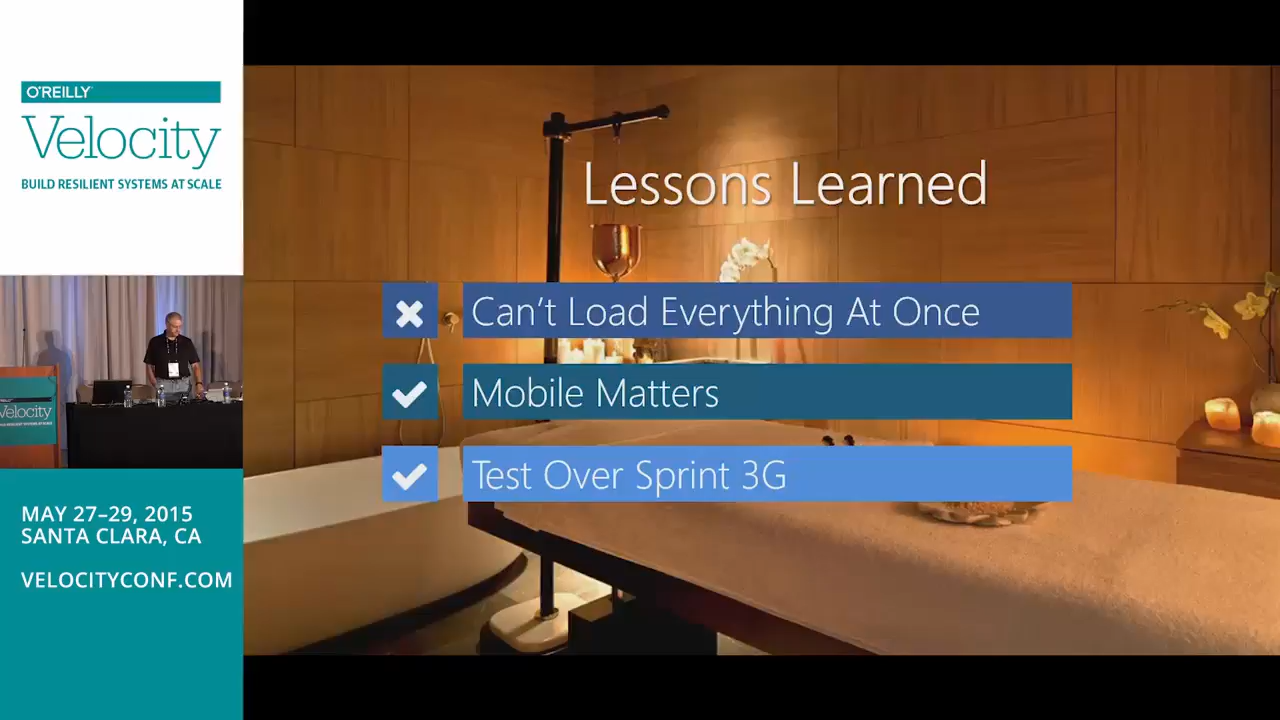 O'REILLY
Velocity
BUILD RESILIENT SYSTEMS AT SCALE
Lessons Learned
Can't Load Everything At Once
Mobile Matters
Test Over Sprint 3G
Velocity
MAY 27–29, 2015
SANTA CLARA, CA
VELOCITYCONF.COM